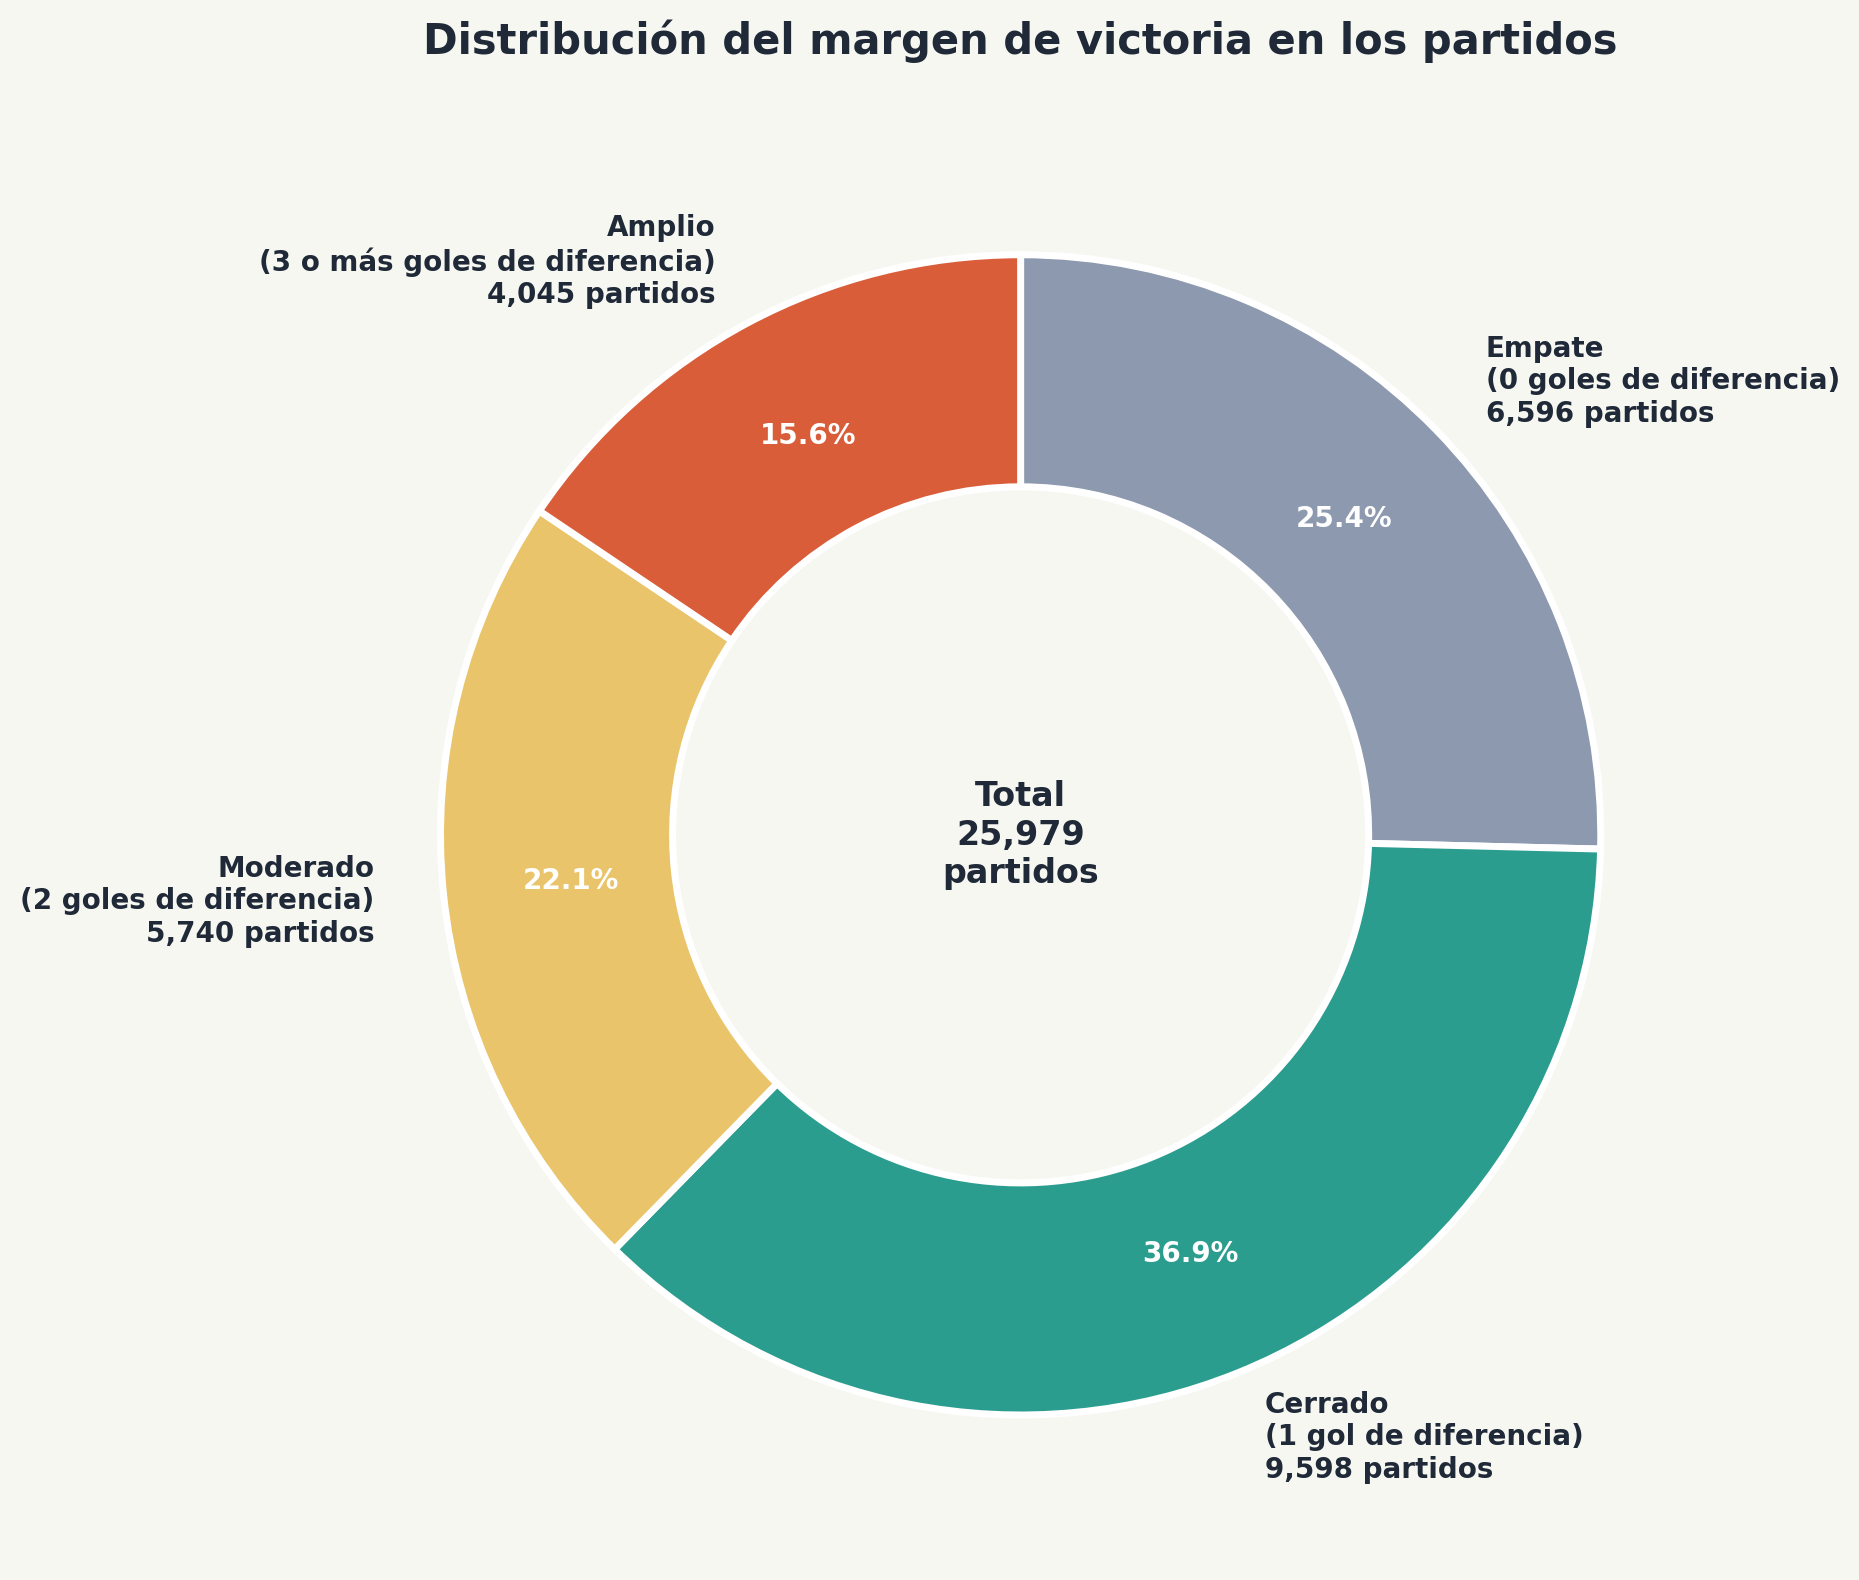 Distribución del margen de victoria en los partidos
Amplio
(3 o más goles de diferencia)
4,045 partidos
15.6%
Empate
(0 goles de diferencia)
6,596 partidos
25.4%
Total
25,979
partidos
Moderado
(2 goles de diferencia)
5,740 partidos
22.1%
36.9%
Cerrado
(1 gol de diferencia)
9,598 partidos